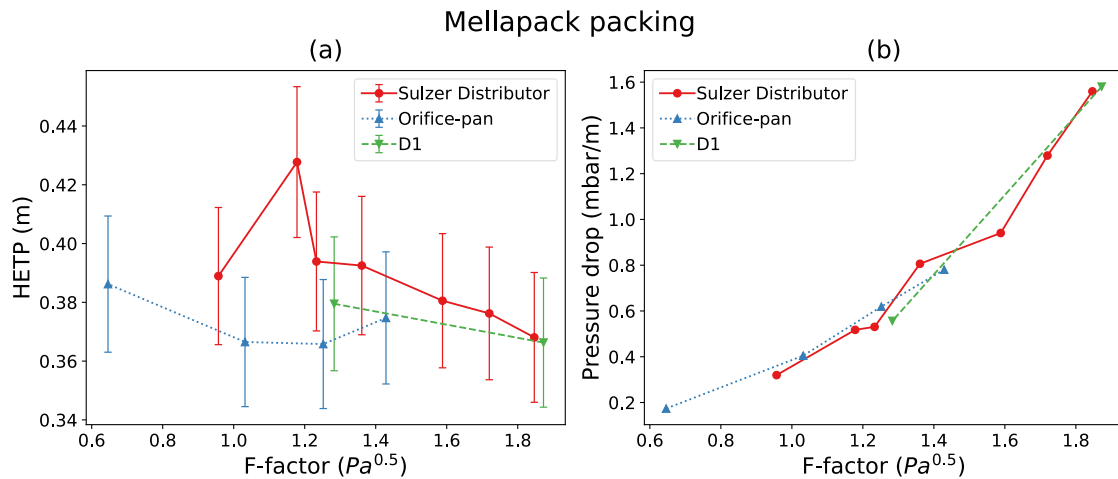 Mellapack packing
(a)
HETP (m)
0.44
0.42
0.40
0.38
0.36
0.34
Sulzer Distributor
Orifice-pan
D1
0.6 0.8 1.0 1.2 1.4 1.6 1.8
F-factor (Pa^0.5)
(b)
Pressure drop (mbar/m)
1.6
1.4
1.2
1.0
0.8
0.6
0.4
0.2
Sulzer Distributor
Orifice-pan
D1
0.6 0.8 1.0 1.2 1.4 1.6 1.8
F-factor (Pa^0.5)